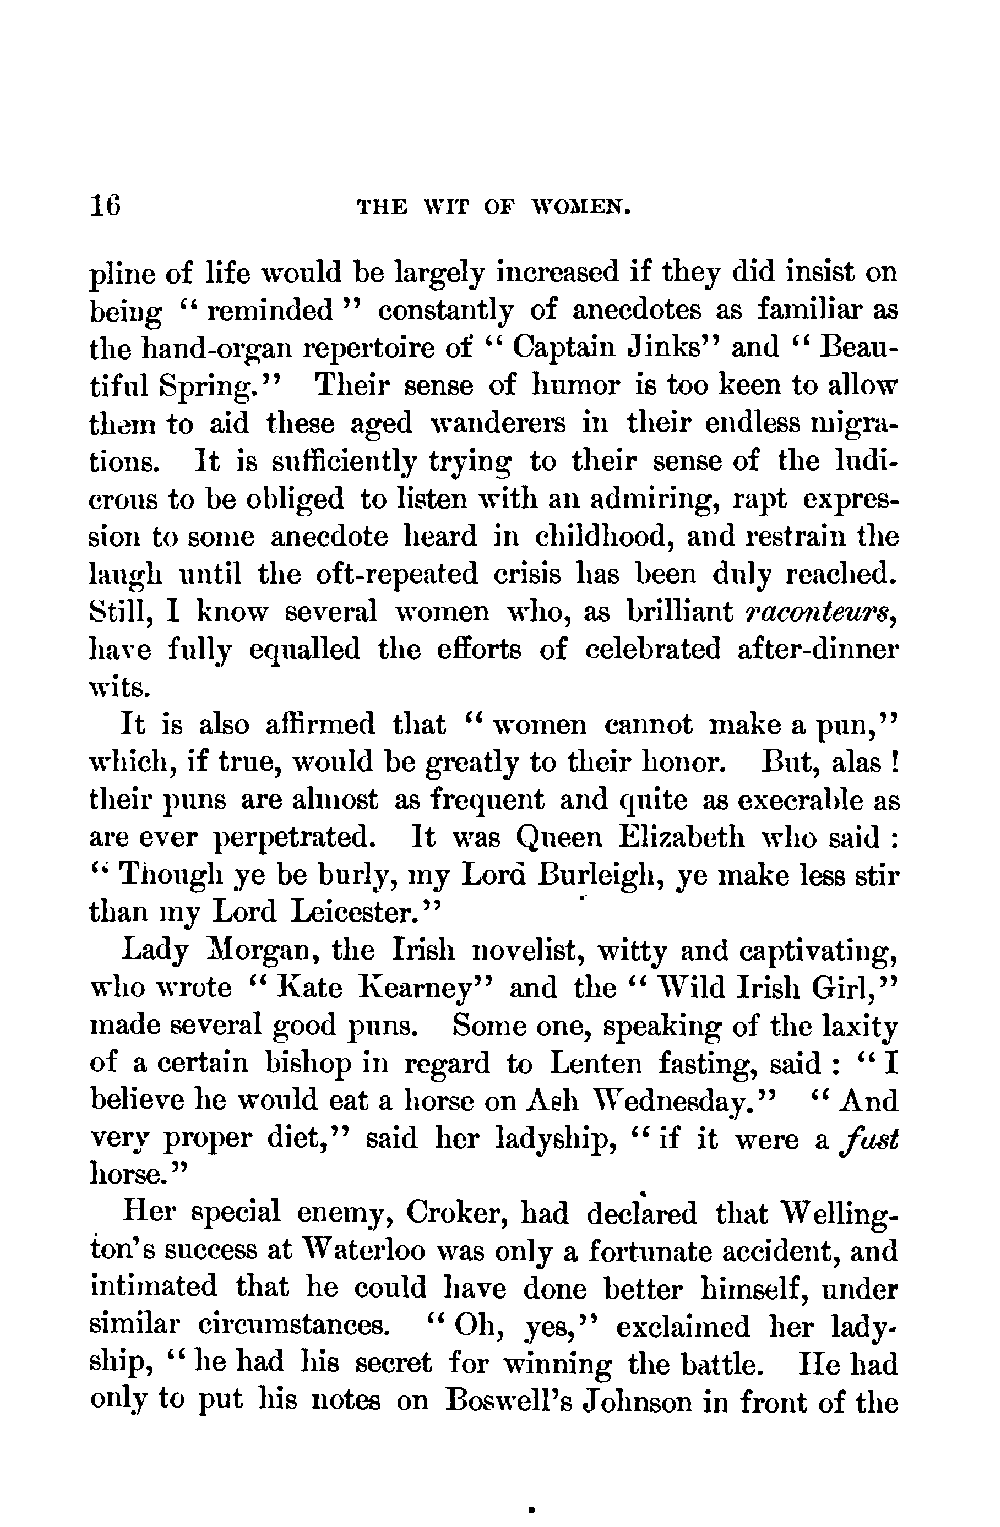 16 THE WIT OF WOMEN.
pline of life would be largely increased if they did insist on
being “ reminded ” constantly of anecdotes as familiar as
the hand-organ repertoire of “ Captain Jinks” and “ Beau-
tiful Spring.” Their sense of humor is too keen to allow
them to aid these aged wanderers in their endless migra-
tions. It is sufficiently trying to their sense of the ludi-
crous to be obliged to listen with an admiring, rapt expres-
sion to some anecdote heard in childhood, and restrain the
laugh until the oft-repeated crisis has been duly reached.
Still, I know several women who, as brilliant raconteurs,
have fully equalled the efforts of celebrated after-dinner
wits.
It is also affirmed that “ women cannot make a pun,”
which, if true, would be greatly to their honor. But, alas !
their puns are almost as frequent and quite as execrable as
are ever perpetrated. It was Queen Elizabeth who said :
“ Though ye be burly, my Lord Burleigh, ye make less stir
than my Lord Leicester.”
Lady Morgan, the Irish novelist, witty and captivating,
who wrote “ Kate Kearney” and the “ Wild Irish Girl,”
made several good puns. Some one, speaking of the laxity
of a certain bishop in regard to Lenten fasting, said : “ I
believe he would eat a horse on Ash Wednesday.” “ And
very proper diet,” said her ladyship, “ if it were a fast
horse.”
Her special enemy, Croker, had declared that Welling-
ton's success at Waterloo was only a fortunate accident, and
intimated that he could have done better himself, under
similar circumstances. “ Oh, yes,” exclaimed her lady-
ship, “ he had his secret for winning the battle. He had
only to put his notes on Boswell's Johnson in front of the